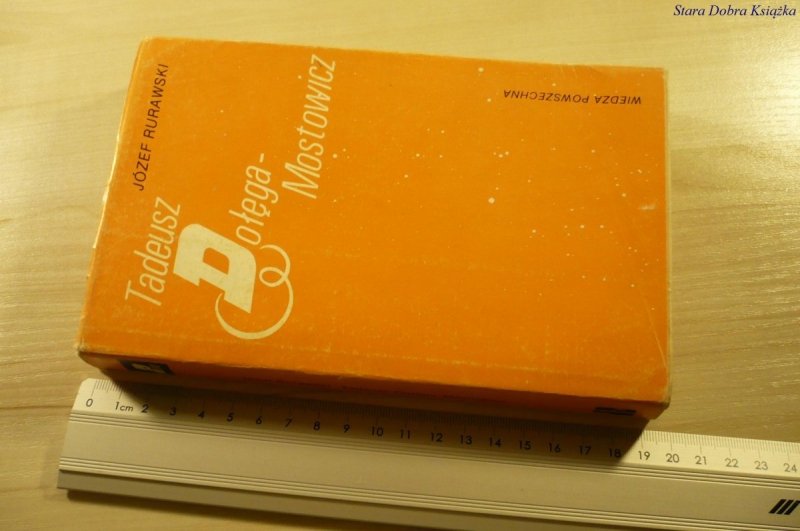 Stara Dobra Książka
JÓZEF RURAWSKI
Tadeusz
Dołęga-
Mostowicz
WIEDZA POWSZECHNA
0 1cm 2 3 4 5 6 7 8 9 10 11 12 13 14 15 16 17 18 19 20 21 22 23 24